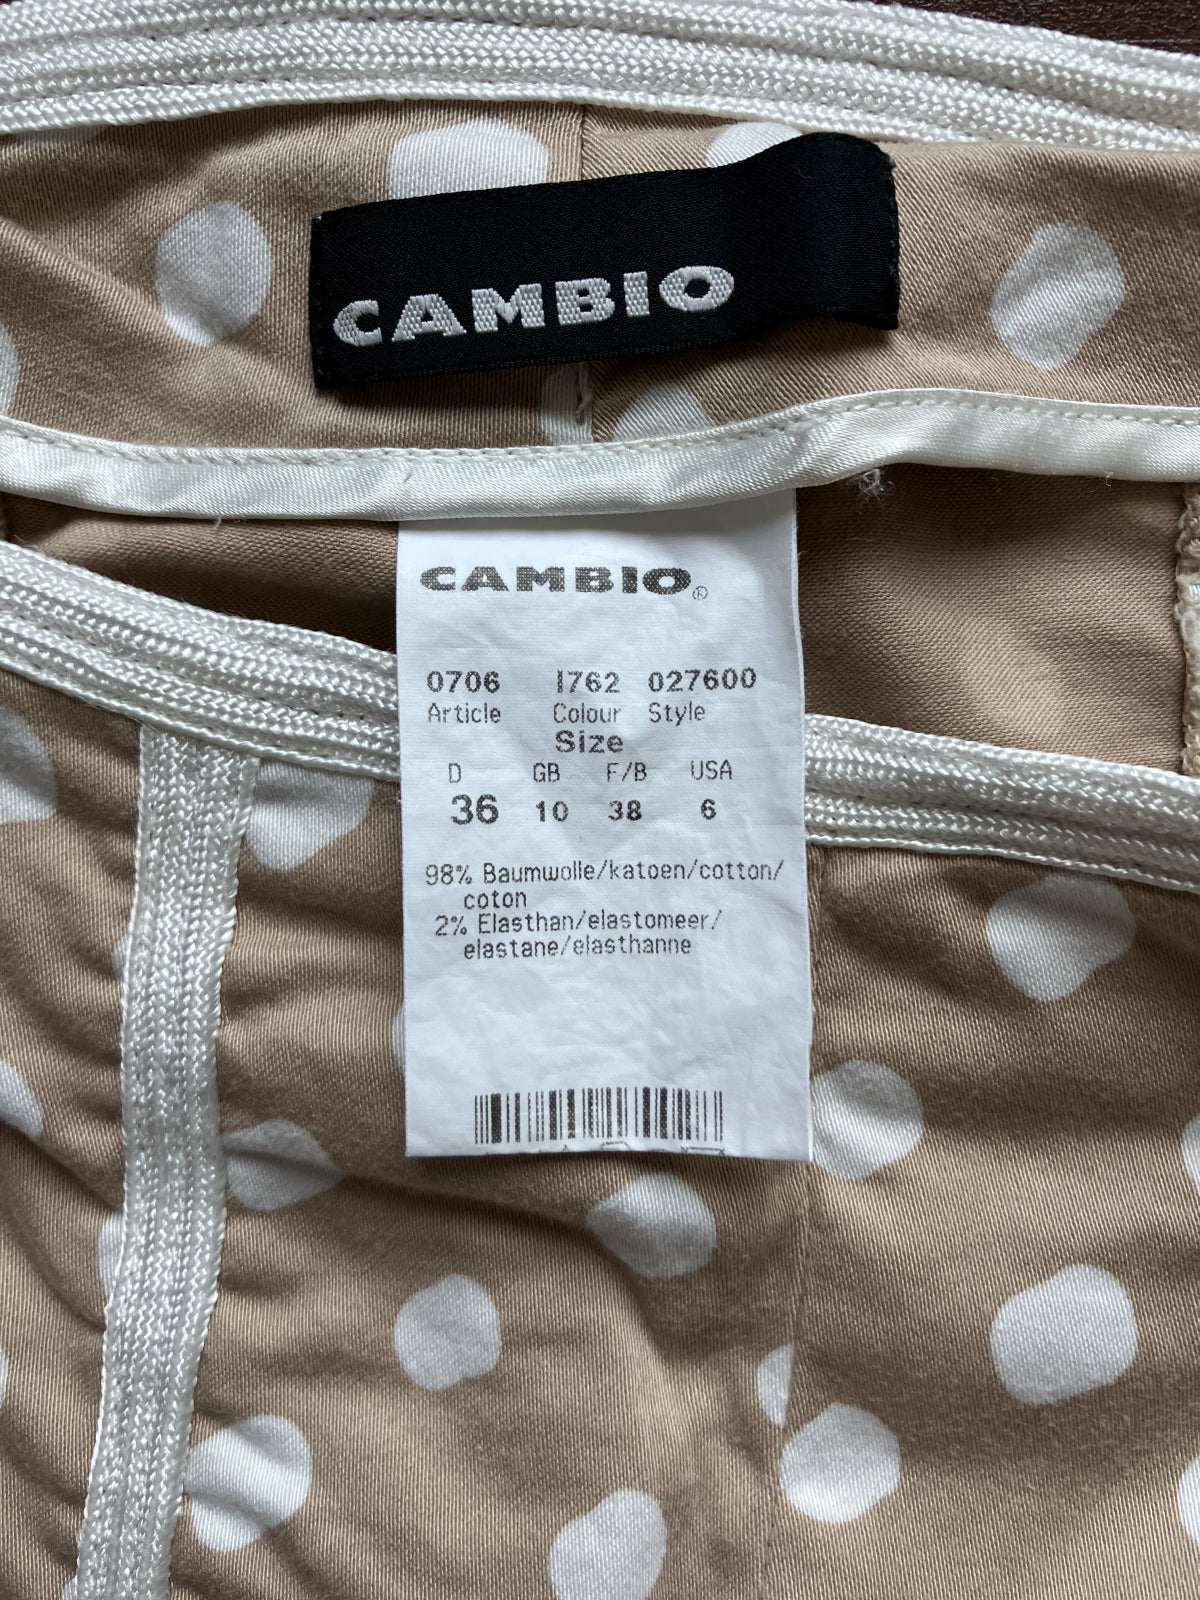 CAMBIO
CAMBIO®
0706 I762 027600
Article Colour Style
Size
D GB F/B USA
36 10 38 6
98% Baumwolle/katoen/cotton/
coton
2% Elasthan/elastomeer/
elastane/elasthanne